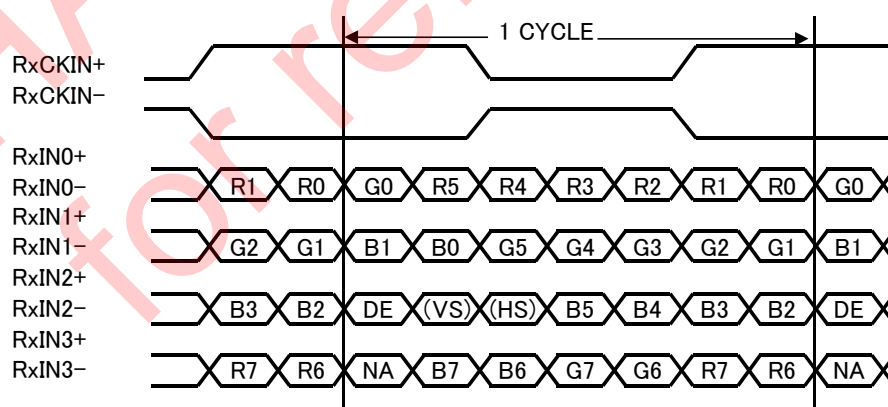 1 CYCLE
RxCKIN+
RxCKIN-
RxIN0+
RxIN0- R1 R0 G0 R5 R4 R3 R2 R1 R0 G0
RxIN1+
RxIN1- G2 G1 B1 B0 G5 G4 G3 G2 G1 B1
RxIN2+
RxIN2- B3 B2 DE (VS) (HS) B5 B4 B3 B2 DE
RxIN3+
RxIN3- R7 R6 NA B7 B6 G7 G6 R7 R6 NA